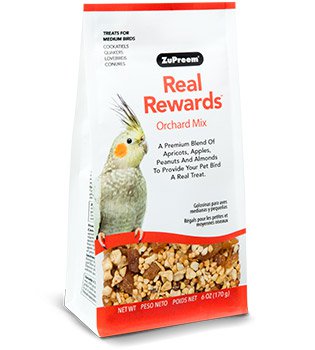 TREATS FOR
MEDIUM BIRDS
COCKATIELS
QUAKERS
LOVEBIRDS
CONURES
ZuPreem®
Real
Rewards™
Orchard Mix
A Premium Blend Of
Apricots, Apples,
Peanuts And Almonds
To Provide Your Pet Bird
A Real Treat.
Golosinas para aves
medianas y pequeñas
Régals pour les petites et
moyennes oiseaux
NET WT PESO NETO POIDS NET 6 OZ (170 g)